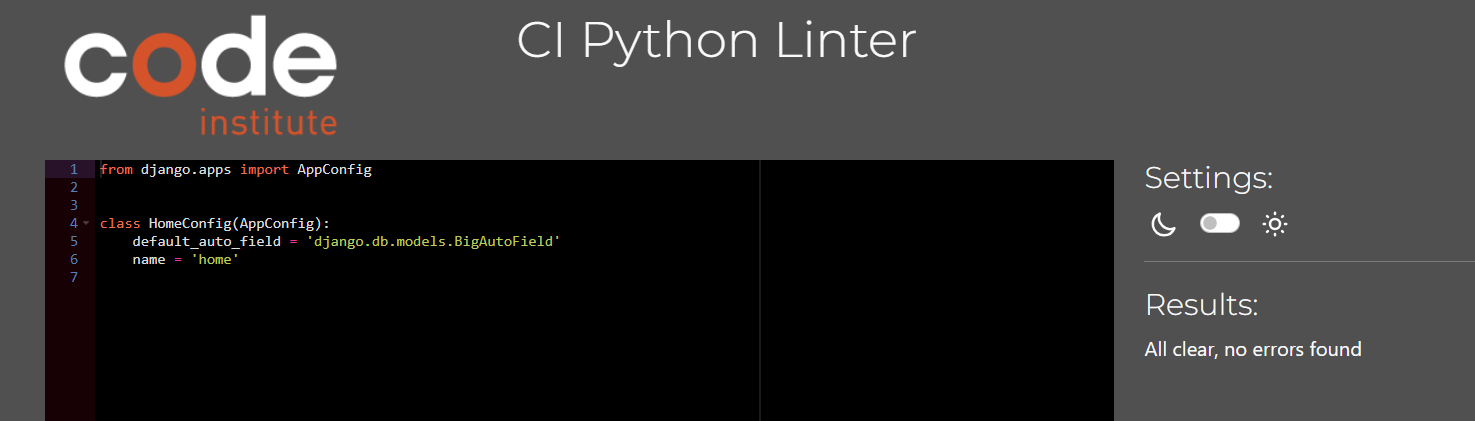 code
institute
CI Python Linter
1 from django.apps import AppConfig
2
3
4 class HomeConfig(AppConfig):
5     default_auto_field = 'django.db.models.BigAutoField'
6     name = 'home'
7
Settings:
Results:
All clear, no errors found